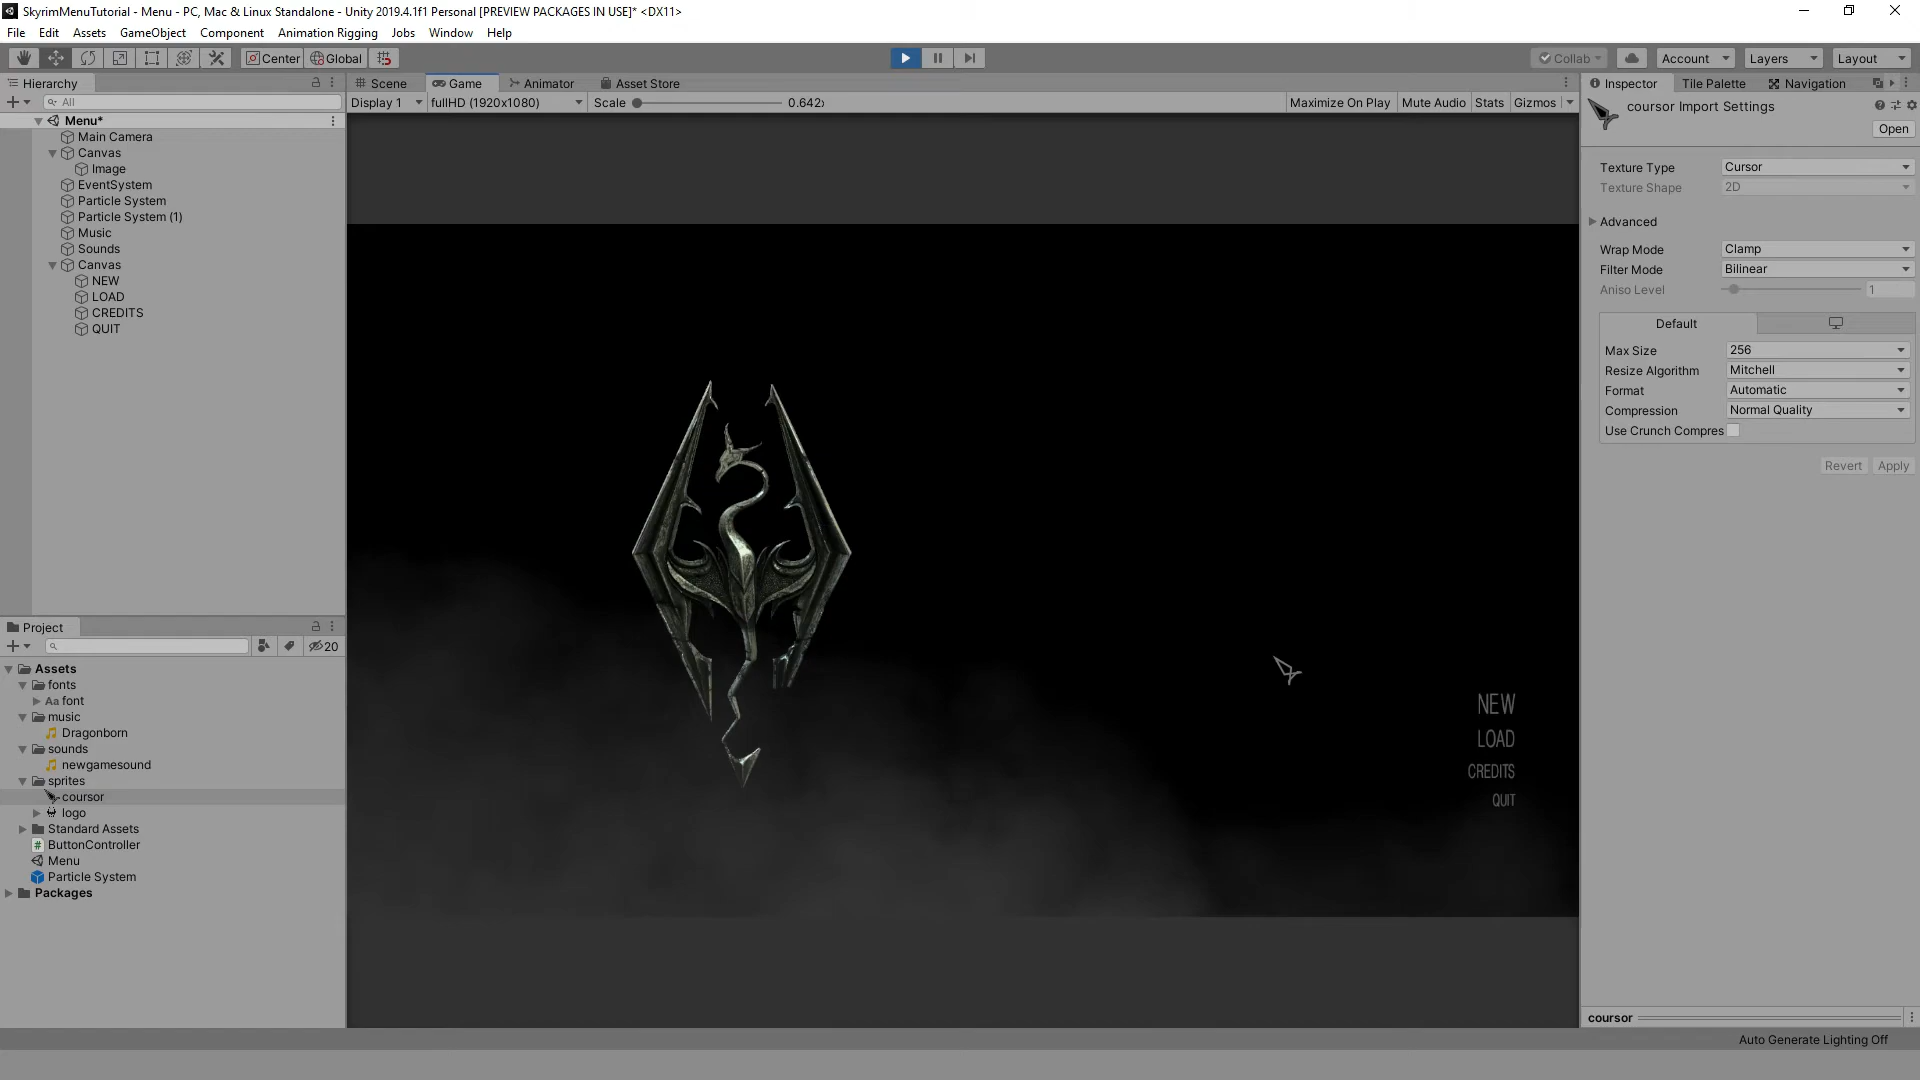 SkyrimMenuTutorial - Menu - PC, Mac & Linux Standalone - Unity 2019.4.1f1 Personal [PREVIEW PACKAGES IN USE]* <DX11>
File Edit Assets GameObject Component Animation Rigging Jobs Window Help
Center Global Collab Account Layers Layout
Hierarchy Scene Game Animator Asset Store Inspector Tile Palette Navigation
All Display 1 fullHD (1920x1080) Scale 0.642 Maximize On Play Mute Audio Stats Gizmos
coursor Import Settings
Open
Menu*
Main Camera
Canvas
Image
EventSystem
Particle System
Particle System (1)
Music
Sounds
Canvas
NEW
LOAD
CREDITS
QUIT
Texture Type Cursor
Texture Shape 2D
Advanced
Wrap Mode Clamp
Filter Mode Bilinear
Aniso Level 1
Default
Max Size 256
Resize Algorithm Mitchell
Format Automatic
Compression Normal Quality
Use Crunch Compres
Revert Apply
NEW
LOAD
CREDITS
QUIT
Project
20
Assets
fonts
Aa font
music
Dragonborn
sounds
newgamesound
sprites
coursor
logo
Standard Assets
# ButtonController
Menu
Particle System
Packages
coursor
Auto Generate Lighting Off